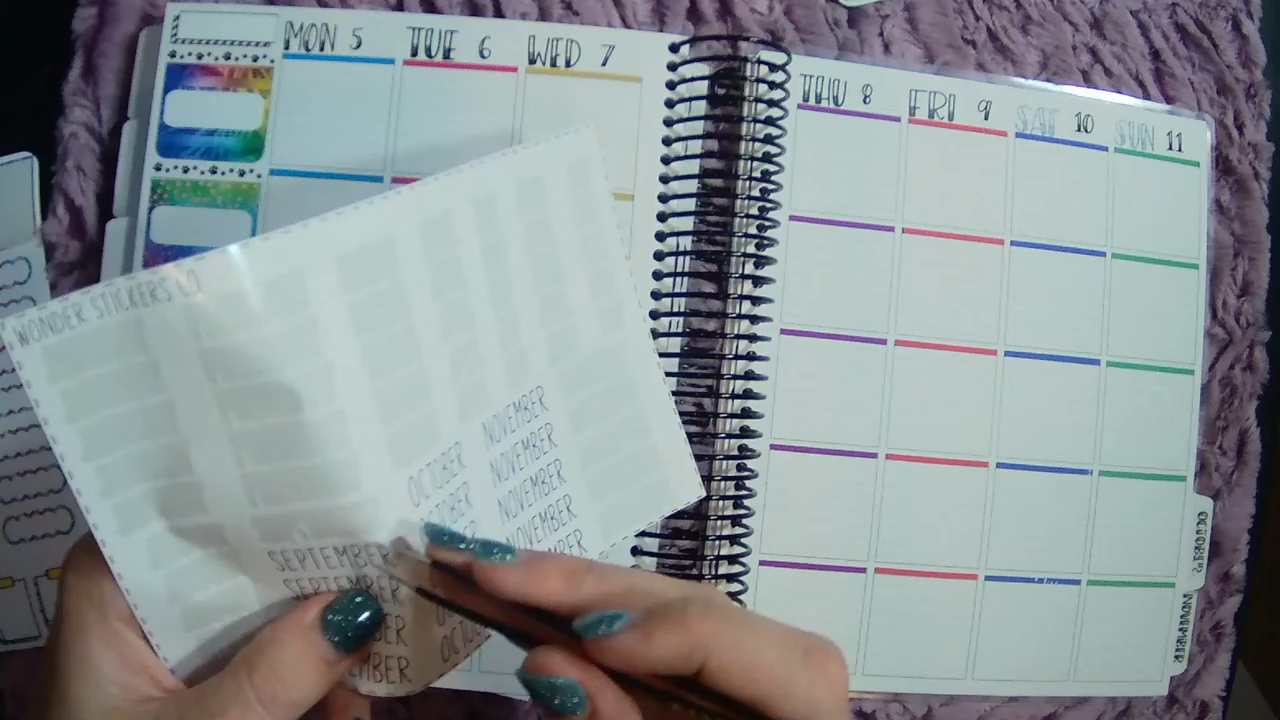 MON 5
TUE 6
WED 7
THU 8
FRI 9
SAT 10
SUN 11
WONDER STICKERS CO
NOVEMBER
NOVEMBER
NOVEMBER
NOVEMBER
OCTOBER
SEPTEMBER
SEPTEMBER
NOVEMBER